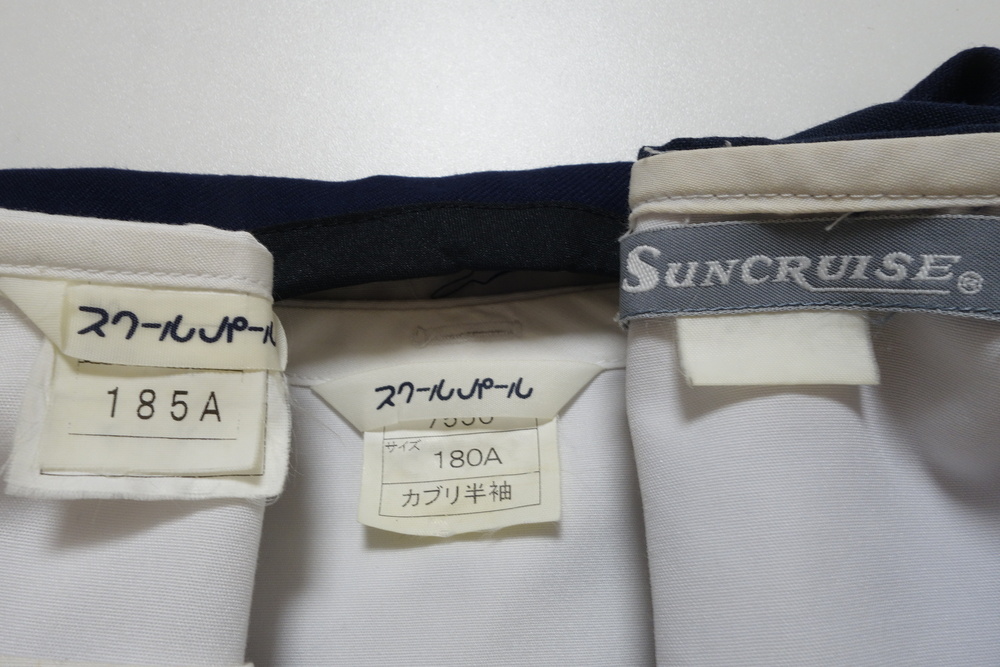 スクールパール
185A
スクールパール
サイズ
180A
カブリ半袖
SUNCRUISE®